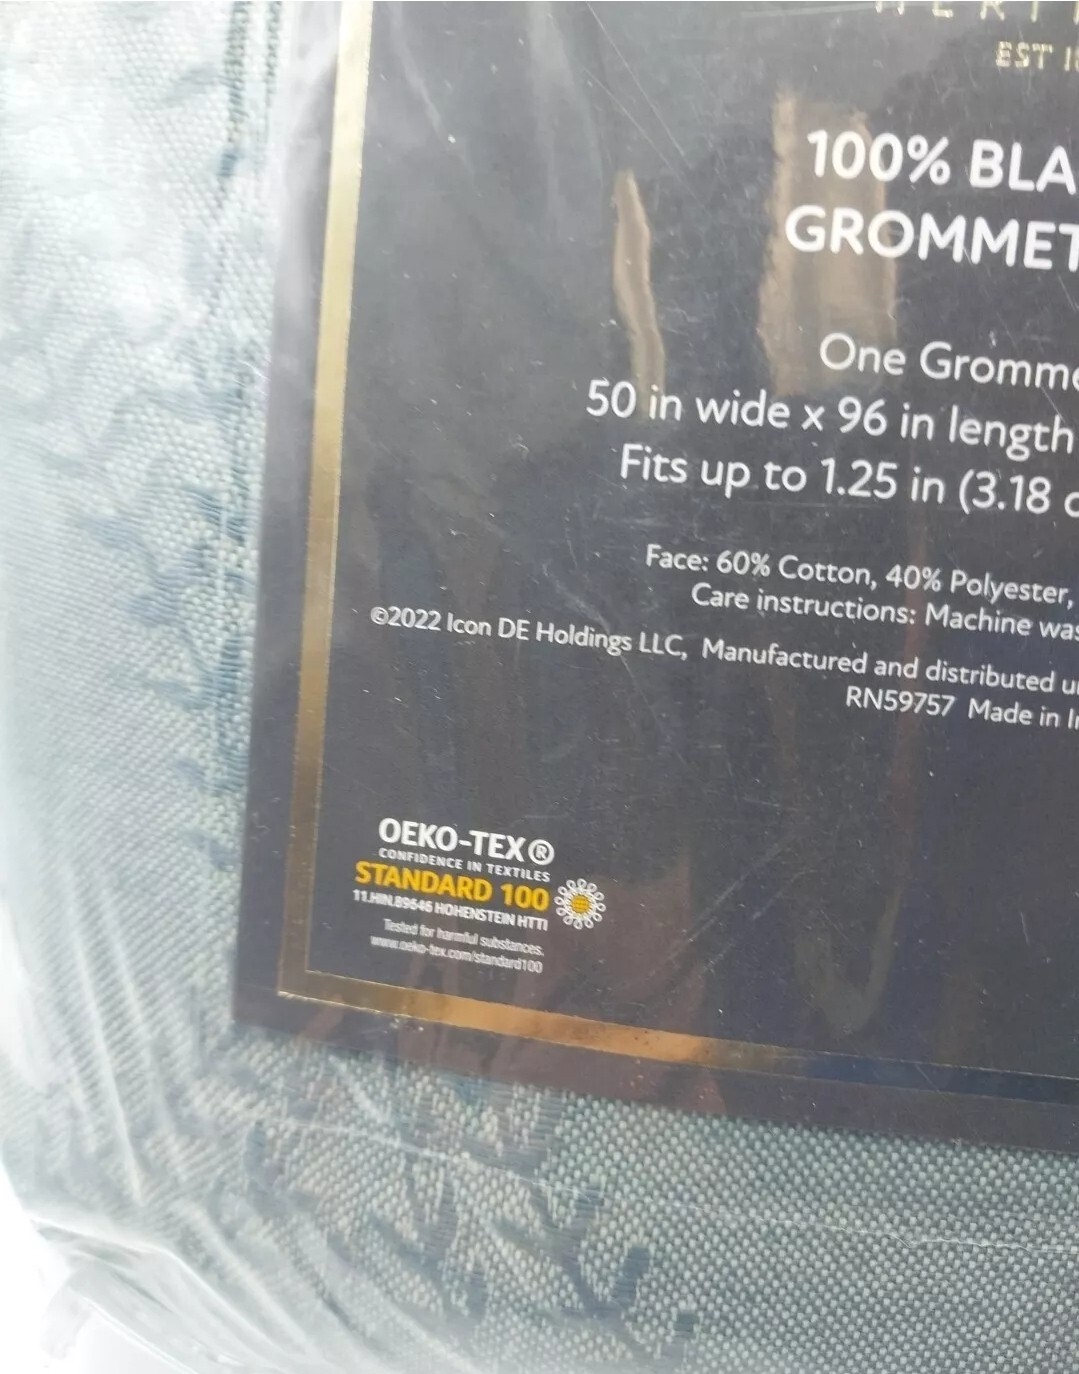 EST 18
100% BLA
GROMMET
One Gromme
50 in wide x 96 in length
Fits up to 1.25 in (3.18 c
Face: 60% Cotton, 40% Polyester,
Care instructions: Machine was
©2022 Icon DE Holdings LLC, Manufactured and distributed u
RN59757 Made in I
OEKO-TEX®
CONFIDENCE IN TEXTILES
STANDARD 100
11.HIN.89646 HOHENSTEIN HTTI
Tested for harmful substances.
www.oeko-tex.com/standard100